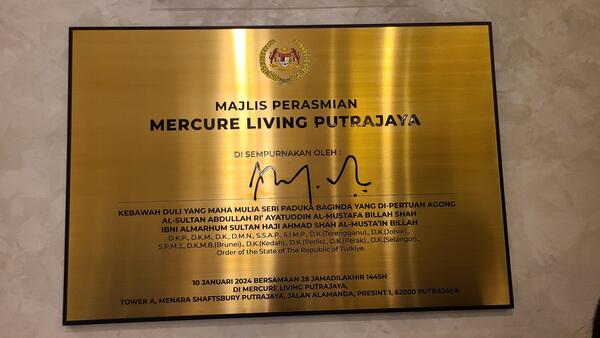 MAJLIS PERASMIAN
MERCURE LIVING PUTRAJAYA
DI SEMPURNAKAN OLEH :
KEBAWAH DULI YANG MAHA MULIA SERI PADUKA BAGINDA YANG DI-PERTUAN AGONG
AL-SULTAN ABDULLAH RI' AYATUDDIN AL-MUSTAFA BILLAH SHAH
IBNI ALMARHUM SULTAN HAJI AHMAD SHAH AL-MUSTA'IN BILLAH
D.K.P., D.K.M., D.K., D.M.N., S.S.A.P., S.I.M.P., D.K.(Terengganu)., D.K.(Johor).,
S.P.M.J., D.K.M.B.(Brunei)., D.K.(Kedah)., D.K.(Perlis)., D.K.(Perak)., D.K.(Selangor).,
Order of the State of The Republic of Turkiye.
10 JANUARI 2024 BERSAMAAN 28 JAMADILAKHIR 1445H
DI MERCURE LIVING PUTRAJAYA,
TOWER A, MENARA SHAFTSBURY PUTRAJAYA, JALAN ALAMANDA, PRESINT 1, 62000 PUTRAJAYA